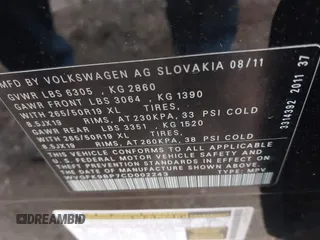 MFD BY VOLKSWAGEN AG SLOVAKIA 08/11
GVWR LBS 6305 , KG 2860
GAWR FRONT LBS 3064 , KG 1390
WITH 265/50R19 XL TIRES,
8.5JX19 RIMS, AT 230KPA, 33 PSI COLD
GAWR REAR LBS 3351 , KG 1520
WITH 265/50R19 XL TIRES,
8.5JX19 RIMS, AT 260KPA, 38 PSI COLD
THIS VEHICLE CONFORMS TO ALL APPLICABLE
U.S. FEDERAL MOTOR VEHICLE SAFETY AND
THEFT PREVENTION STANDARDS IN EFFECT
ON THE DATE OF MANUFACTURE SHOWN ABOVE
TYPE: MPV
3314392 2011 37
DREAMBID